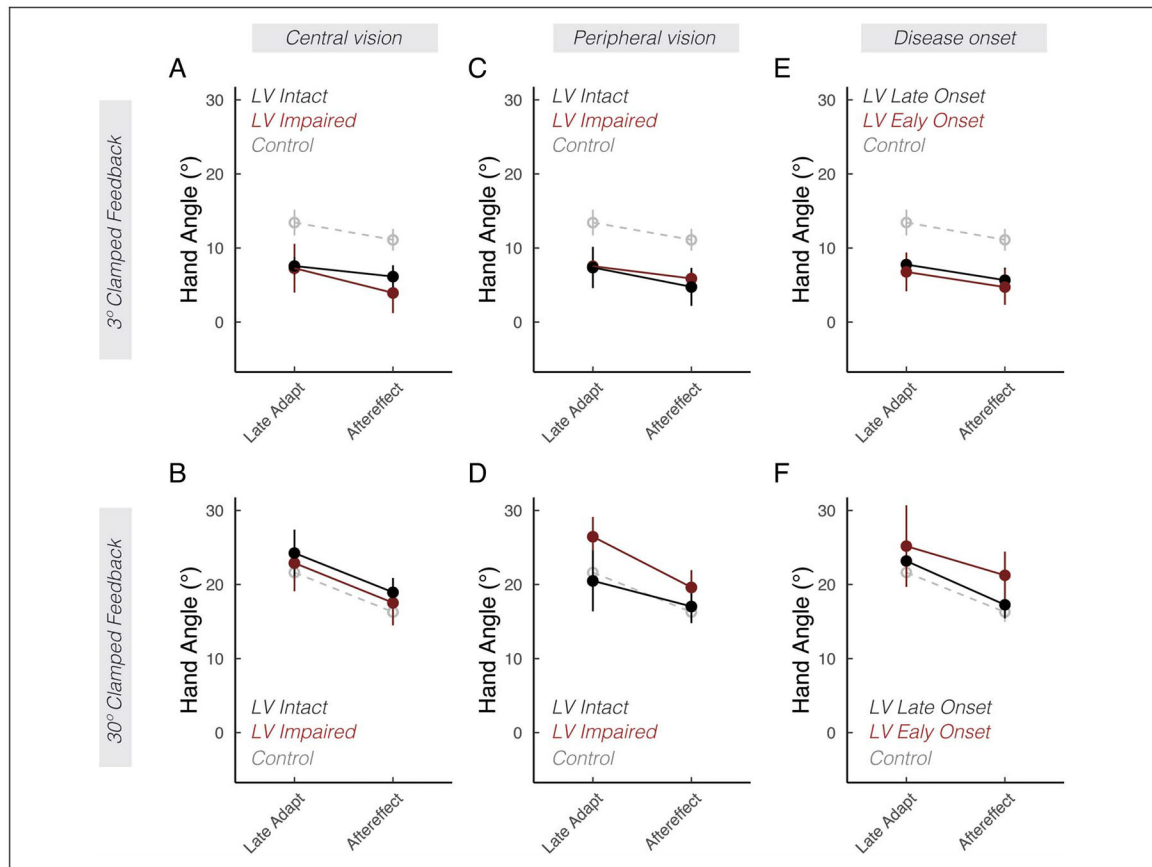 Central vision
Peripheral vision
Disease onset
3º Clamped Feedback
A
LV Intact
LV Impaired
Control
Hand Angle (°)
30
20
10
0
Late Adapt
Aftereffect
C
LV Intact
LV Impaired
Control
Hand Angle (°)
30
20
10
0
Late Adapt
Aftereffect
E
LV Late Onset
LV Ealy Onset
Control
Hand Angle (°)
30
20
10
0
Late Adapt
Aftereffect
30º Clamped Feedback
B
Hand Angle (°)
30
20
10
0
LV Intact
LV Impaired
Control
Late Adapt
Aftereffect
D
Hand Angle (°)
30
20
10
0
LV Intact
LV Impaired
Control
Late Adapt
Aftereffect
F
Hand Angle (°)
30
20
10
0
LV Late Onset
LV Ealy Onset
Control
Late Adapt
Aftereffect